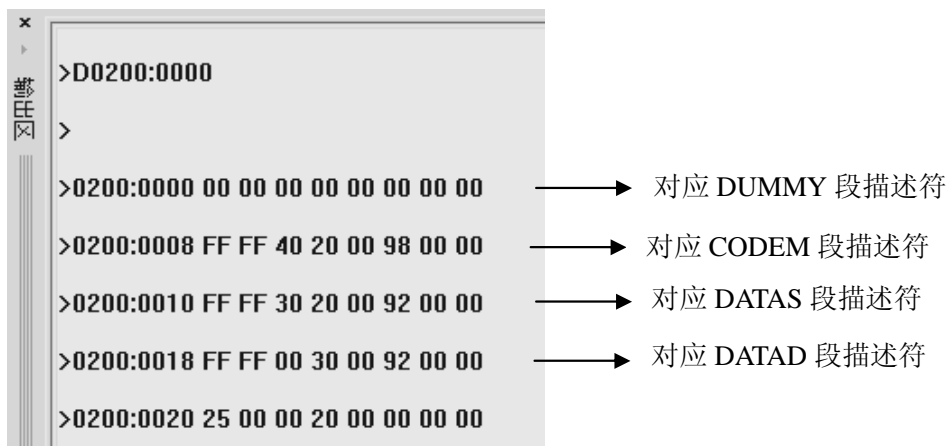 输出区
>D0200:0000
>
>0200:0000 00 00 00 00 00 00 00 00
对应 DUMMY 段描述符
>0200:0008 FF FF 40 20 00 98 00 00
对应 CODEM 段描述符
>0200:0010 FF FF 30 20 00 92 00 00
对应 DATAS 段描述符
>0200:0018 FF FF 00 30 00 92 00 00
对应 DATAD 段描述符
>0200:0020 25 00 00 20 00 00 00 00